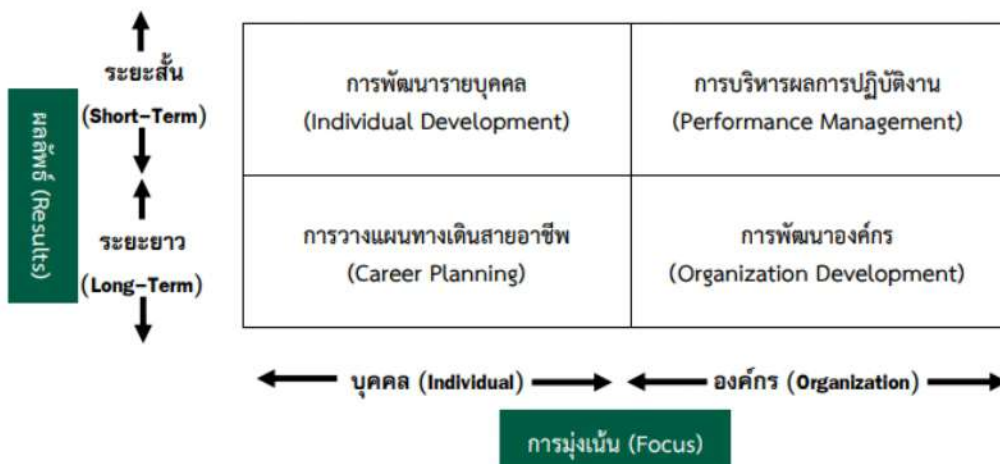 ผลลัพธ์ (Results)
ระยะสั้น
(Short-Term)
ระยะยาว
(Long-Term)
การพัฒนารายบุคคล
(Individual Development)
การบริหารผลการปฏิบัติงาน
(Performance Management)
การวางแผนทางเดินสายอาชีพ
(Career Planning)
การพัฒนาองค์กร
(Organization Development)
บุคคล (Individual)
องค์กร (Organization)
การมุ่งเน้น (Focus)